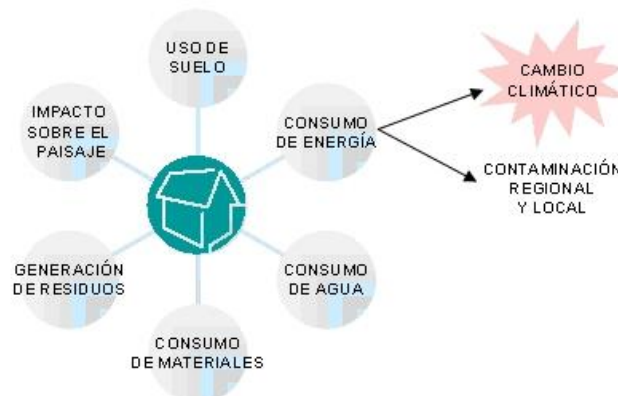 USO DE
SUELO
IMPACTO
SOBRE EL
PAISAJE
CONSUMO
DE ENERGÍA
CAMBIO
CLIMÁTICO
CONTAMINACIÓN
REGIONAL
Y LOCAL
GENERACIÓN
DE RESIDUOS
CONSUMO
DE AGUA
CONSUMO
DE MATERIALES